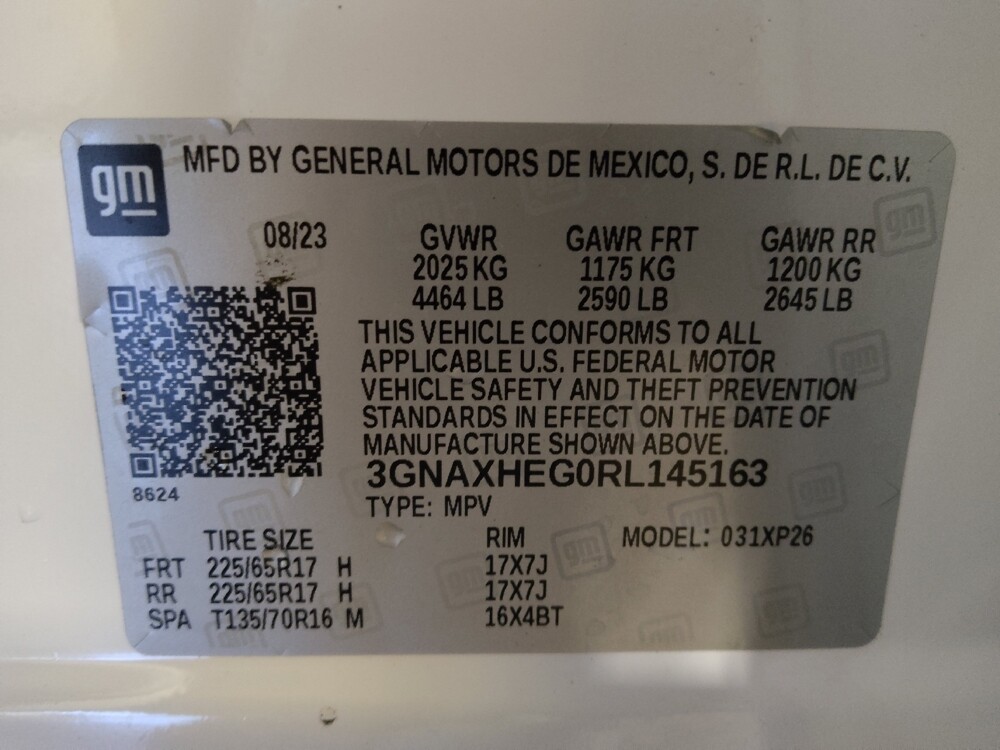 gm MFD BY GENERAL MOTORS DE MEXICO, S. DE R.L. DE C.V.
08/23 GVWR GAWR FRT GAWR RR
2025 KG 1175 KG 1200 KG
4464 LB 2590 LB 2645 LB
THIS VEHICLE CONFORMS TO ALL
APPLICABLE U.S. FEDERAL MOTOR
VEHICLE SAFETY AND THEFT PREVENTION
STANDARDS IN EFFECT ON THE DATE OF
MANUFACTURE SHOWN ABOVE.
3GNAXHEG0RL145163
8624
TYPE: MPV
TIRE SIZE RIM MODEL: 031XP26
FRT 225/65R17 H 17X7J
RR 225/65R17 H 17X7J
SPA T135/70R16 M 16X4BT